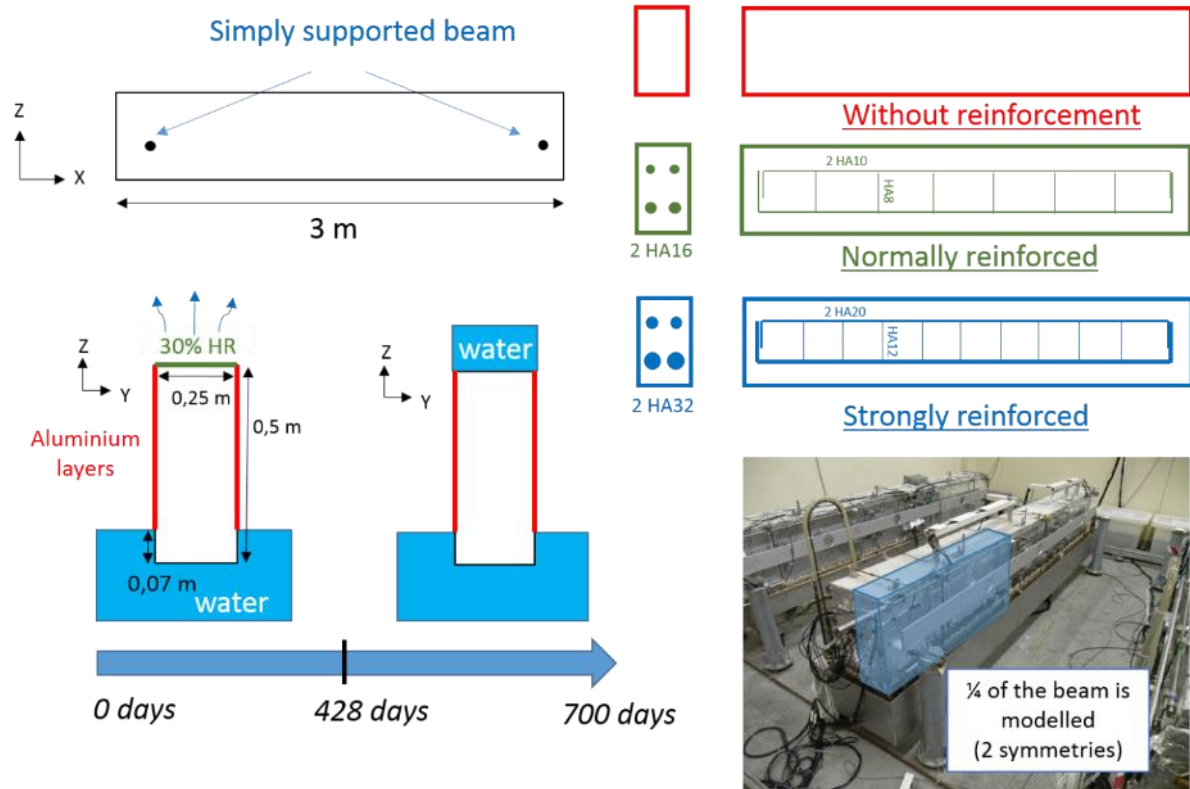 Simply supported beam
Z
X
3 m
Without reinforcement
2 HA10
HA8
2 HA16
Normally reinforced
2 HA20
HA12
2 HA32
Strongly reinforced
30% HR
Z
Y
0,25 m
0,5 m
Aluminium
layers
0,07 m
water
water
Z
Y
0 days
428 days
700 days
¼ of the beam is
modelled
(2 symmetries)